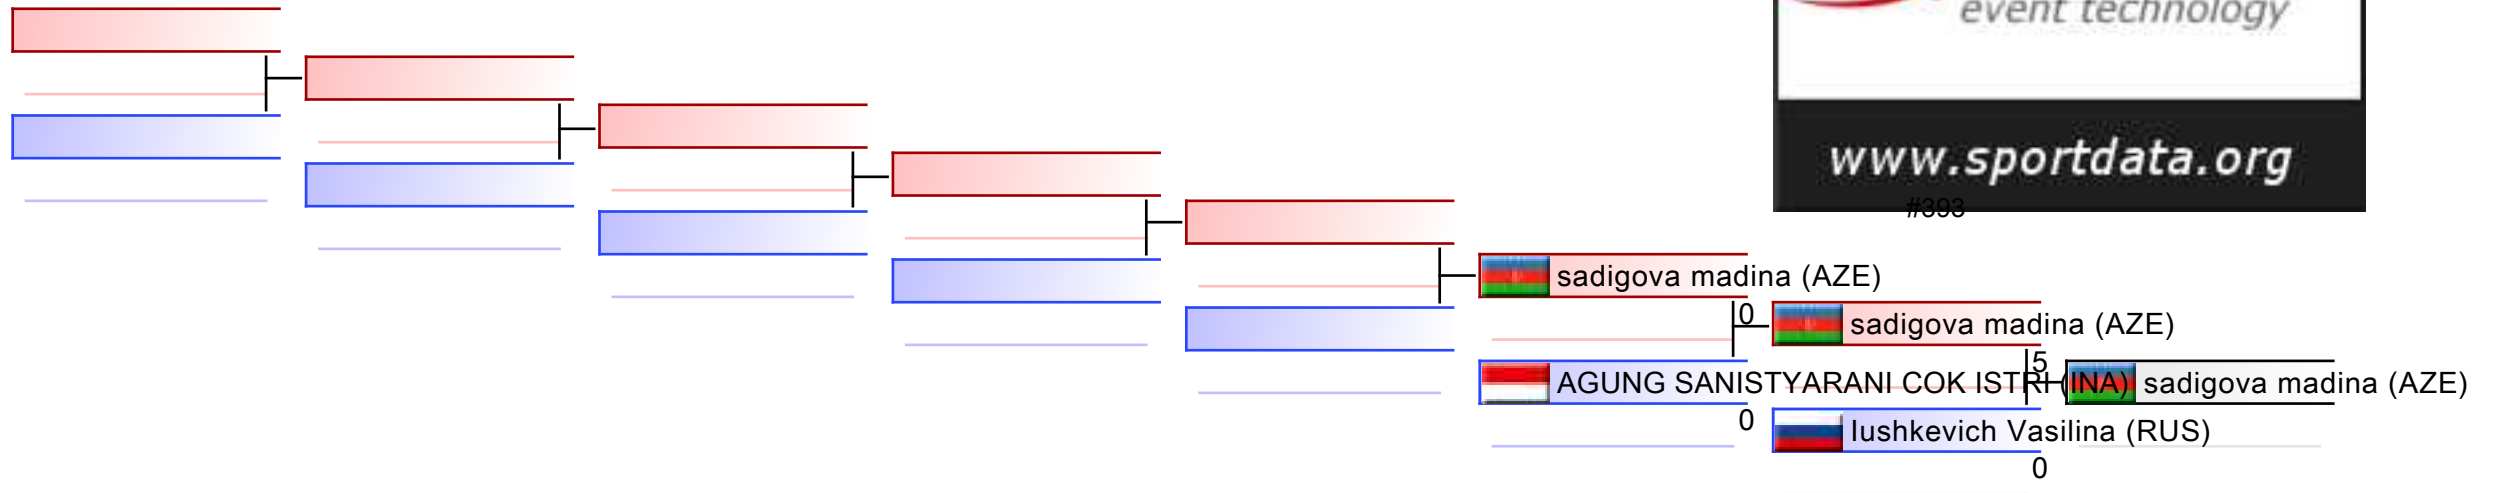 event technology
www.sportdata.org
#393
sadigova madina (AZE)
0
sadigova madina (AZE)
5
AGUNG SANISTYARANI COK ISTRI (INA)
sadigova madina (AZE)
0
Iushkevich Vasilina (RUS)
0